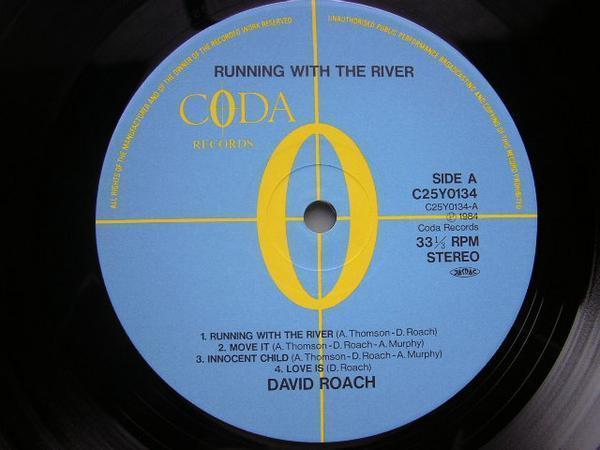 ALL RIGHTS OF THE MANUFACTURER AND OF THE OWNER OF THE RECORDED WORK RESERVED
UNAUTHORISED PUBLIC PERFORMANCE BROADCASTING AND COPYING OF THIS RECORD PROHIBITED
RUNNING WITH THE RIVER
CODA
RECORDS
SIDE A
C25Y0134
C25Y0134-A
Ⓟ 1984
Coda Records
33 1/3 RPM
STEREO
JASRAC
1. RUNNING WITH THE RIVER (A. Thomson-D. Roach)
2. MOVE IT (A. Thomson-D. Roach-A. Murphy)
3. INNOCENT CHILD (A. Thomson-D. Roach-A. Murphy)
4. LOVE IS (D. Roach)
DAVID ROACH